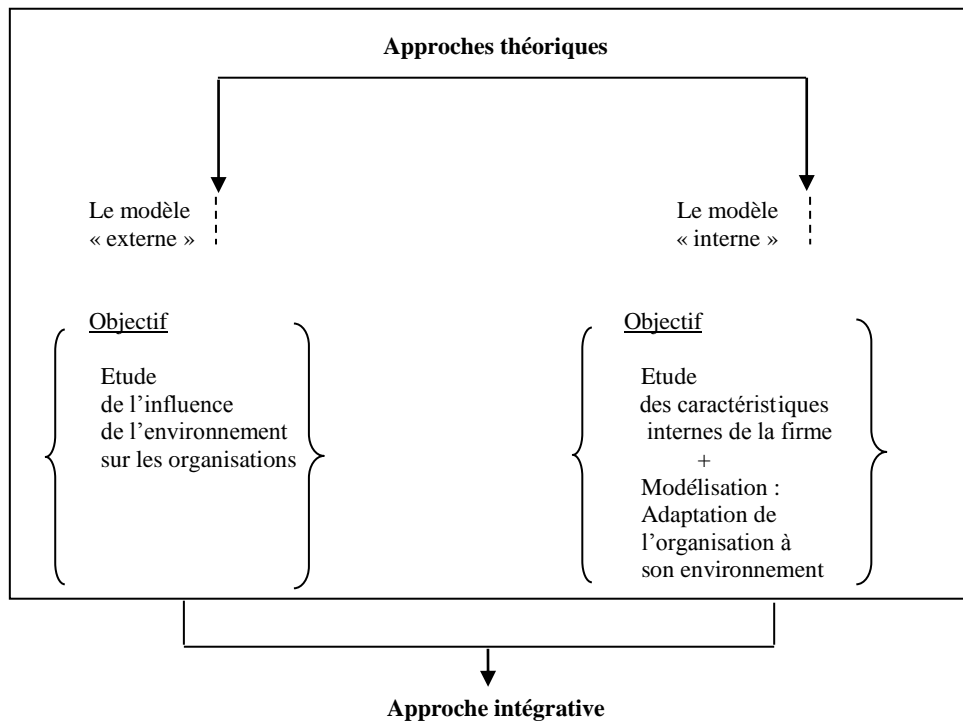 Approches théoriques
Le modèle
« externe »
Le modèle
« interne »
Objectif
Etude
de l’influence
de l’environnement
sur les organisations
Objectif
Etude
des caractéristiques
internes de la firme
+
Modélisation :
Adaptation de
l’organisation à
son environnement
Approche intégrative